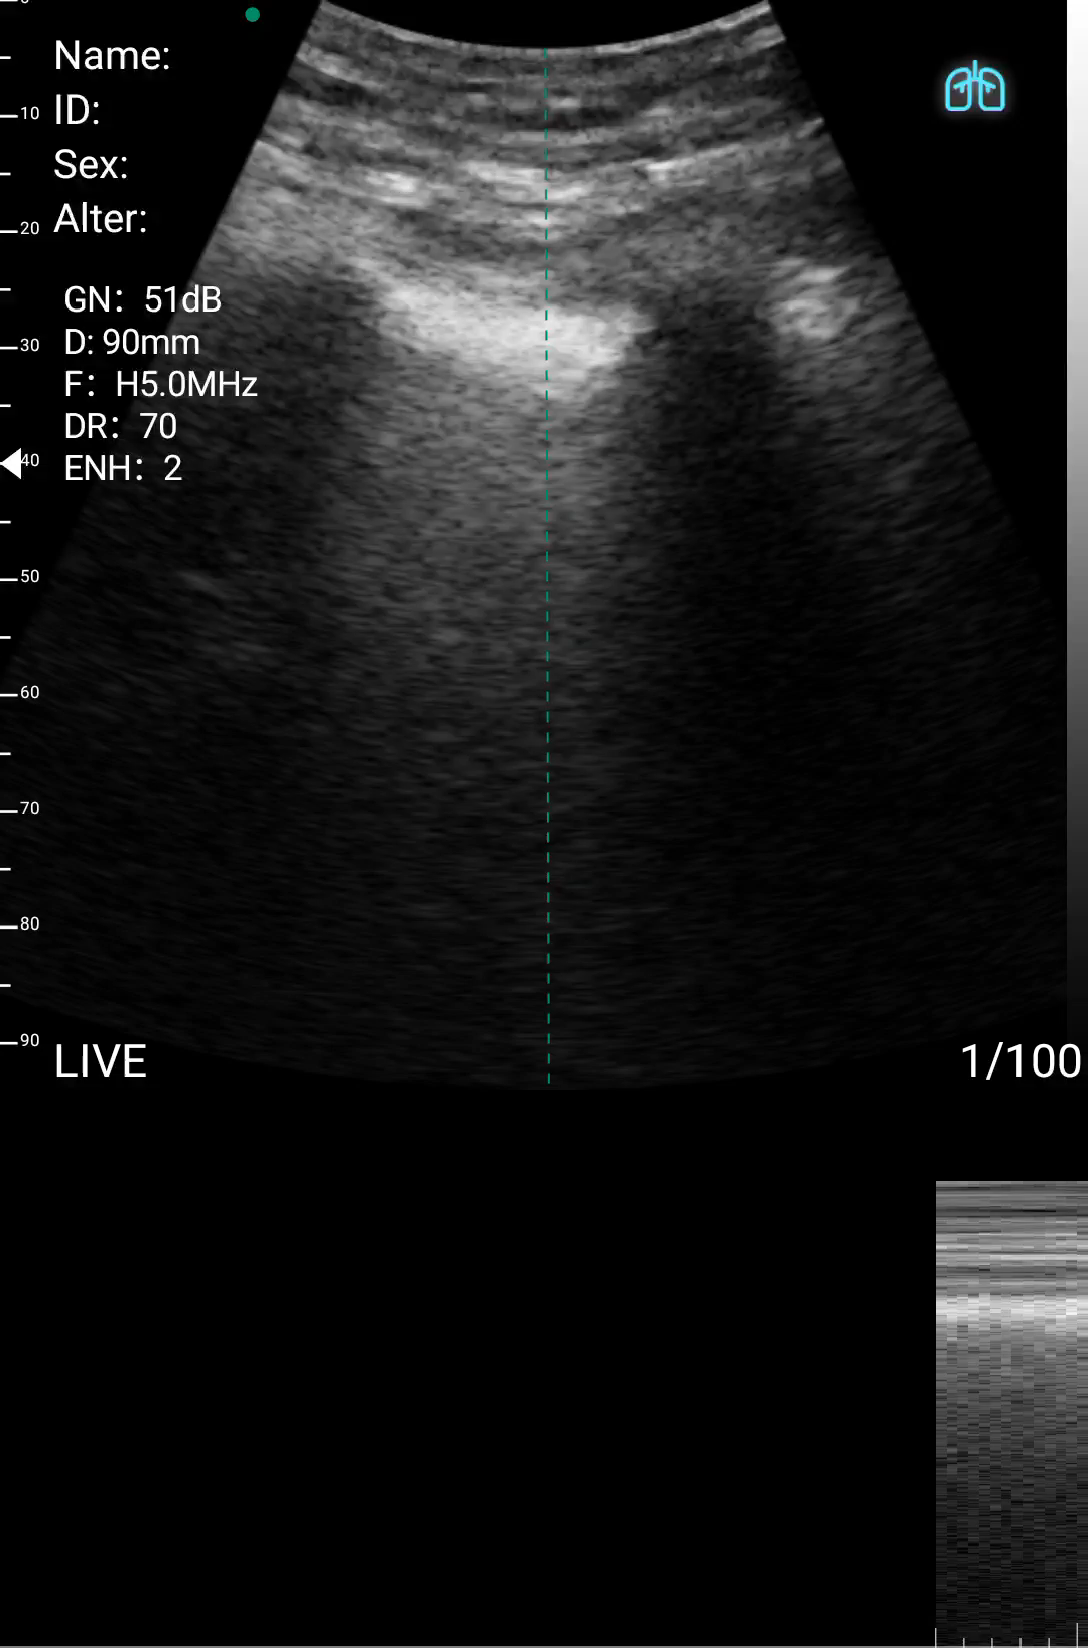 Name:
10 ID:
Sex:
20 Alter:
GN: 51dB
30 D: 90mm
F: H5.0MHz
DR: 70
40 ENH: 2
50
60
70
80
90 LIVE 1/100